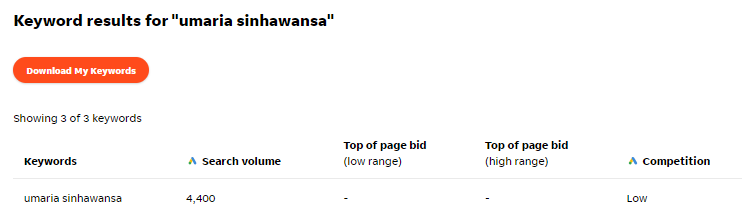 Keyword results for "umaria sinhawansa"
Download My Keywords
Showing 3 of 3 keywords
Keywords Search volume Top of page bid (low range) Top of page bid (high range) Competition
umaria sinhawansa 4,400 - - Low